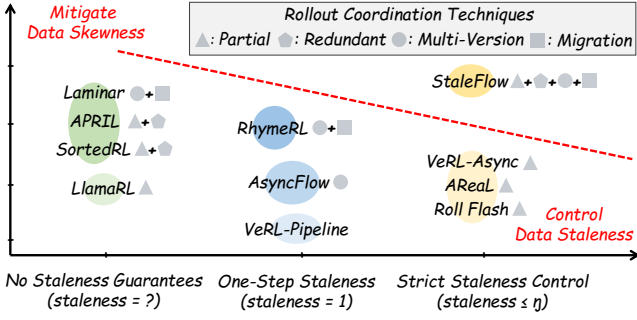 Mitigate
Data Skewness
Rollout Coordination Techniques
: Partial : Redundant : Multi-Version : Migration
StaleFlow + + +
Laminar +
APRIL +
SortedRL +
LlamaRL
RhymeRL +
AsyncFlow
VeRL-Pipeline
VeRL-Async
AReaL
Roll Flash
Control
Data Staleness
No Staleness Guarantees
(staleness = ?)
One-Step Staleness
(staleness = 1)
Strict Staleness Control
(staleness ≤ η)